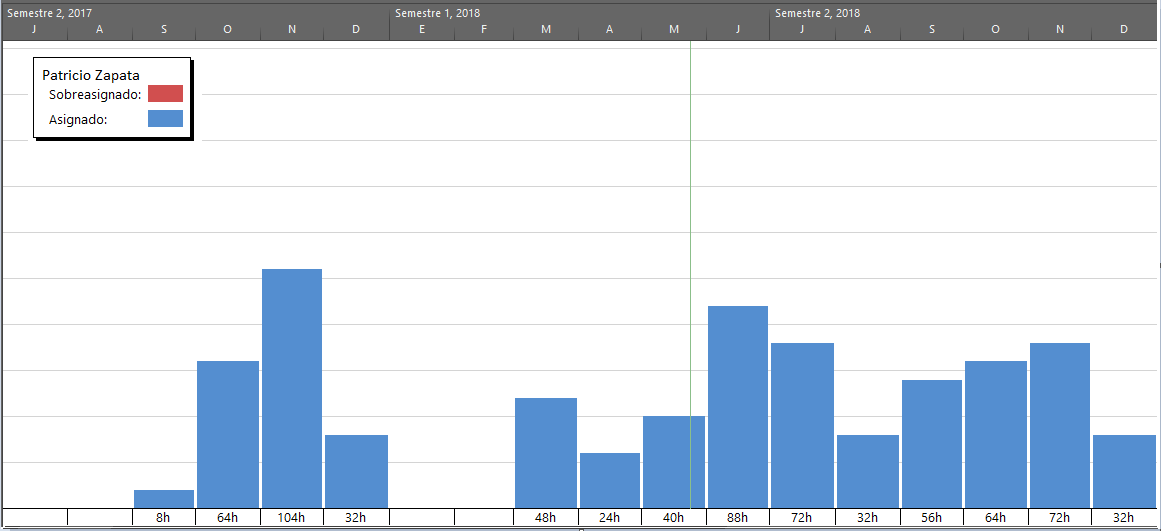 Semestre 2, 2017 Semestre 1, 2018 Semestre 2, 2018
J A S O N D E F M A M J J A S O N D
Patricio Zapata
Sobreasignado:
Asignado:
8h 64h 104h 32h 48h 24h 40h 88h 72h 32h 56h 64h 72h 32h